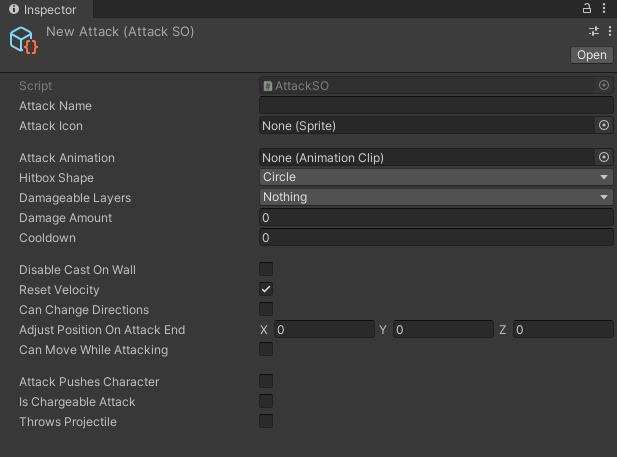 Inspector
New Attack (Attack SO)
Open
Script AttackSO
Attack Name
Attack Icon None (Sprite)
Attack Animation None (Animation Clip)
Hitbox Shape Circle
Damageable Layers Nothing
Damage Amount 0
Cooldown 0
Disable Cast On Wall
Reset Velocity
Can Change Directions
Adjust Position On Attack End X 0 Y 0 Z 0
Can Move While Attacking
Attack Pushes Character
Is Chargeable Attack
Throws Projectile